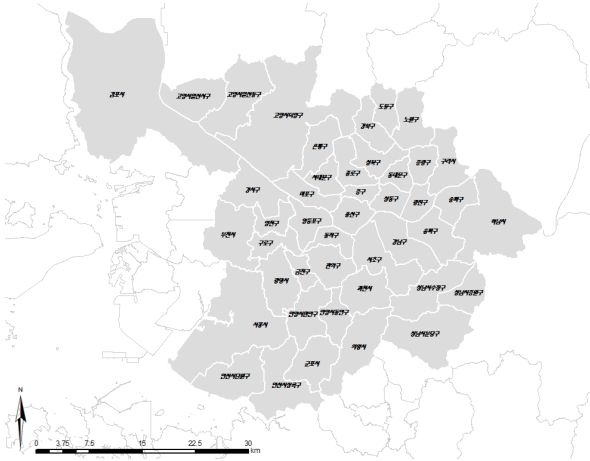 김포시
고양시일산서구
고양시일산동구
고양시덕양구
도봉구
노원구
강북구
은평구
성북구
중랑구
구리시
서대문구
종로구
동대문구
강서구
마포구
중구
성동구
광진구
하남시
용산구
양천구
영등포구
부천시
구로구
동작구
강남구
송파구
서초구
관악구
금천구
광명시
과천시
성남시수정구
성남시중원구
안양시만안구
안양시동안구
시흥시
성남시분당구
의왕시
군포시
안산시단원구
안산시상록구
N
0 3.75 7.5 15 22.5 30
km